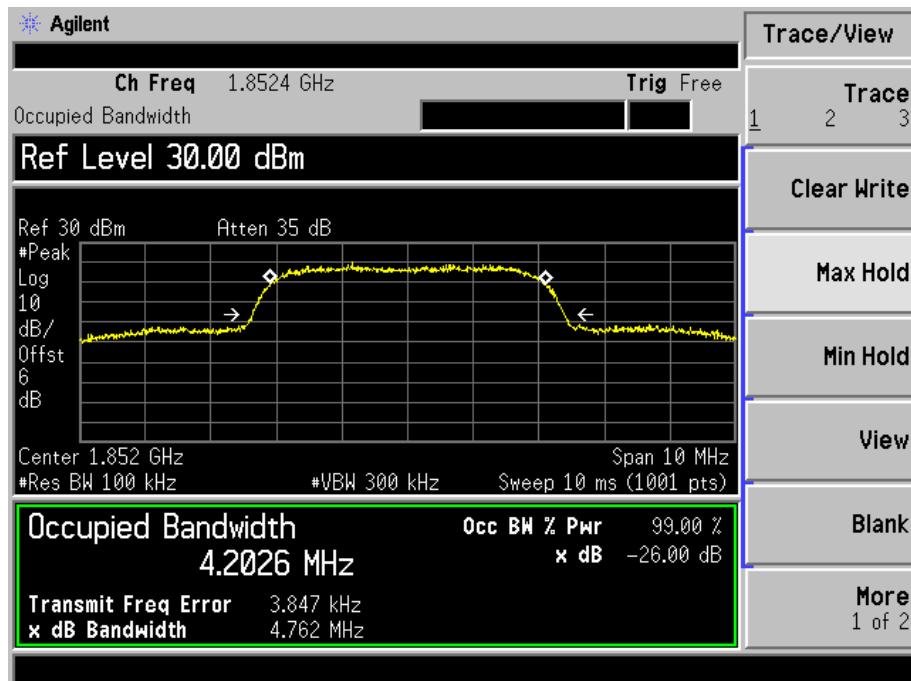 Agilent
Trace/View
Ch Freq 1.8524 GHz Trig Free
Occupied Bandwidth
Trace
1 2 3
Ref Level 30.00 dBm
Clear Write
Ref 30 dBm Atten 35 dB
#Peak
Log
10
dB/
Offst
6
dB
Max Hold
Min Hold
View
Center 1.852 GHz Span 10 MHz
#Res BW 100 kHz #VBW 300 kHz Sweep 10 ms (1001 pts)
Occupied Bandwidth Occ BW % Pwr 99.00 %
4.2026 MHz x dB -26.00 dB
Blank
Transmit Freq Error 3.847 kHz
x dB Bandwidth 4.762 MHz
More
1 of 2